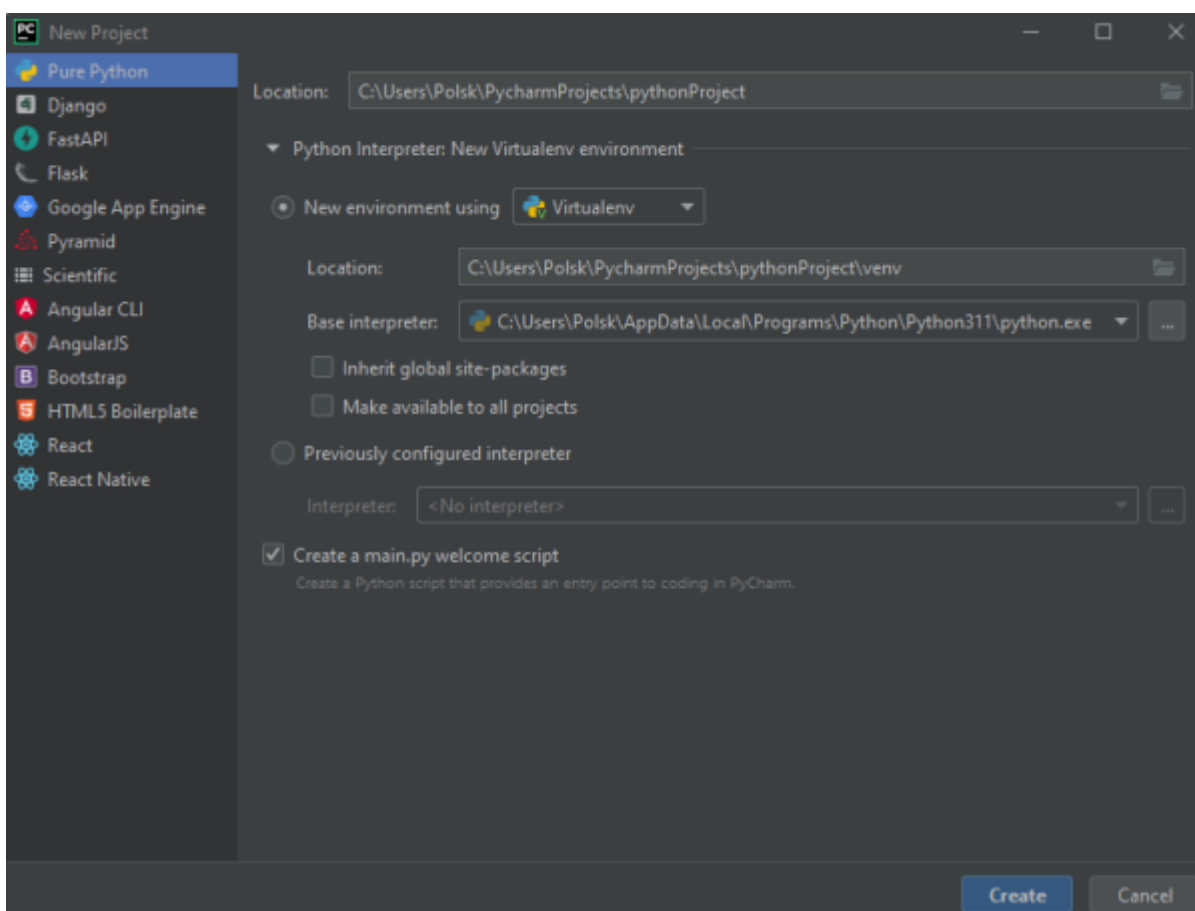 New Project
Pure Python
Django
FastAPI
Flask
Google App Engine
Pyramid
Scientific
Angular CLI
AngularJS
Bootstrap
HTML5 Boilerplate
React
React Native
Location: C:\Users\Polsk\PycharmProjects\pythonProject
Python Interpreter: New Virtualenv environment
New environment using Virtualenv
Location: C:\Users\Polsk\PycharmProjects\pythonProject\venv
Base interpreter: C:\Users\Polsk\AppData\Local\Programs\Python\Python311\python.exe ...
Inherit global site-packages
Make available to all projects
Previously configured interpreter
Interpreter: <No interpreter> ...
Create a main.py welcome script
Create a Python script that provides an entry point to coding in PyCharm.
Create Cancel